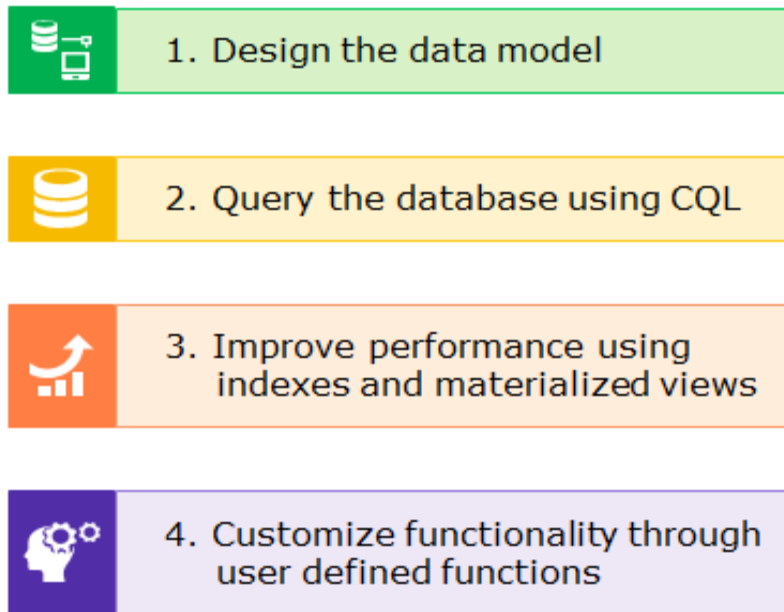 1. Design the data model
2. Query the database using CQL
3. Improve performance using
indexes and materialized views
4. Customize functionality through
user defined functions